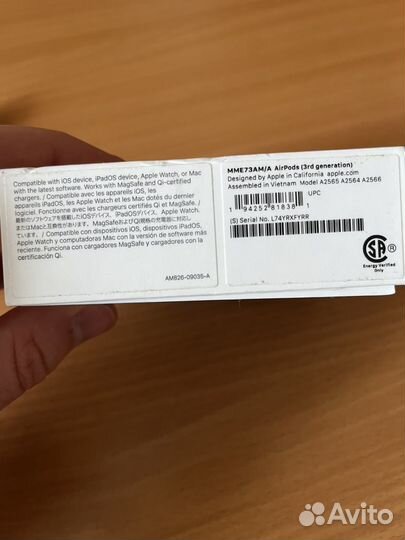 Compatible with iOS device, iPadOS device, Apple Watch, or Mac
with the latest software. Works with MagSafe and Qi-certified
chargers. / Compatible avec les appareils iOS, les
appareils iPadOS, les Apple Watch et les Mac dotés du dernier
logiciel. Fonctionne avec les chargeurs certifiés Qi et MagSafe. /
最新のソフトウェアを搭載したiOSデバイス、iPadOSデバイス、Apple Watch、
またはMacと互換性があります。MagSafeおよびQi規格の充電器に対応し
ています。/ Compatible con dispositivos iOS, dispositivos iPadOS,
Apple Watch y computadoras Mac con la versión de software más
reciente. Funciona con cargadores MagSafe y con cargadores con
certificación Qi.
AM826-09035-A
MME73AM/A AirPods (3rd generation)
Designed by Apple in California apple.com
Assembled in Vietnam Model A2565 A2564 A2566
UPC
1 94252 81838 1
(S) Serial No. L74YRXFYRR
SA
Energy Verified
Only
Avito